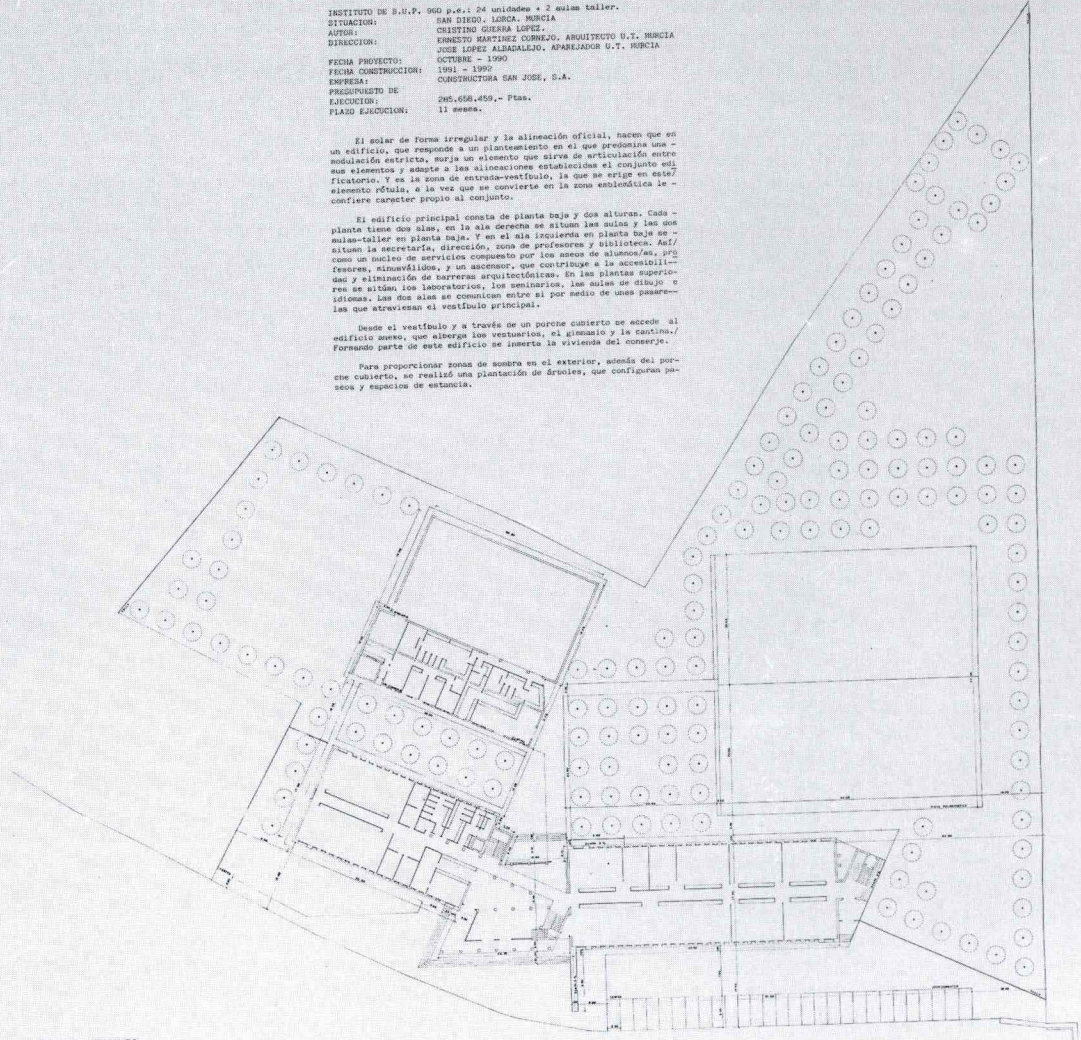 INSTITUTO DE B.U.P. 960 p.e.: 24 unidades + 2 aulas taller.
SITUACION: SAN DIEGO. LORCA. MURCIA
AUTOR: CRISTINO GUERRA LOPEZ.
DIRECCION: ERNESTO MARTINEZ CORNEJO. ARQUITECTO U.T. MURCIA
JOSE LOPEZ ALBADALEJO. APAREJADOR U.T. MURCIA
FECHA PROYECTO: OCTUBRE - 1990
FECHA CONSTRUCCION: 1991 - 1992
EMPRESA: CONSTRUCTORA SAN JOSE, S.A.
PRESUPUESTO DE
EJECUCION: 285.658.459,- Ptas.
PLAZO EJECUCION: 11 meses.
El solar de forma irregular y la alineación oficial, hacen que en
un edificio, que responde a un planteamiento en el que predomina una -
modulación estricta, surja un elemento que sirva de articulación entre
sus elementos y adapte a las alineaciones establecidas el conjunto edi
ficatorio. Y es la zona de entrada-vestíbulo, la que se erige en este/
elemento rótula, a la vez que se convierte en la zona emblemática le -
confiere caracter propio al conjunto.
El edificio principal consta de planta baja y dos alturas. Cada -
planta tiene dos alas, en la ala derecha se situan las aulas y las dos
aulas-taller en planta baja. Y en el ala izquierda en planta baja se -
situan la secretaría, dirección, zona de profesores y biblioteca. Así/
como un nucleo de servicios compuesto por los aseos de alumnos/as, pro
fesores, minusválidos, y un ascensor, que contribuye a la accesibili--
dad y eliminación de barreras arquitectónicas. En las plantas superio-
res se sitúan los laboratorios, los seminarios, las aulas de dibujo e
idiomas. Las dos alas se comunican entre si por medio de unas pasare--
las que atraviesan el vestíbulo principal.
Desde el vestíbulo y a través de un porche cubierto se accede al
edificio anexo, que alberga los vestuarios, el gimnasio y la cantina./
Formando parte de este edificio se inserta la vivienda del conserje.
Para proporcionar zonas de sombra en el exterior, además del por-
che cubierto, se realizó una plantación de árboles, que configuran pa-
seos y espacios de estancia.